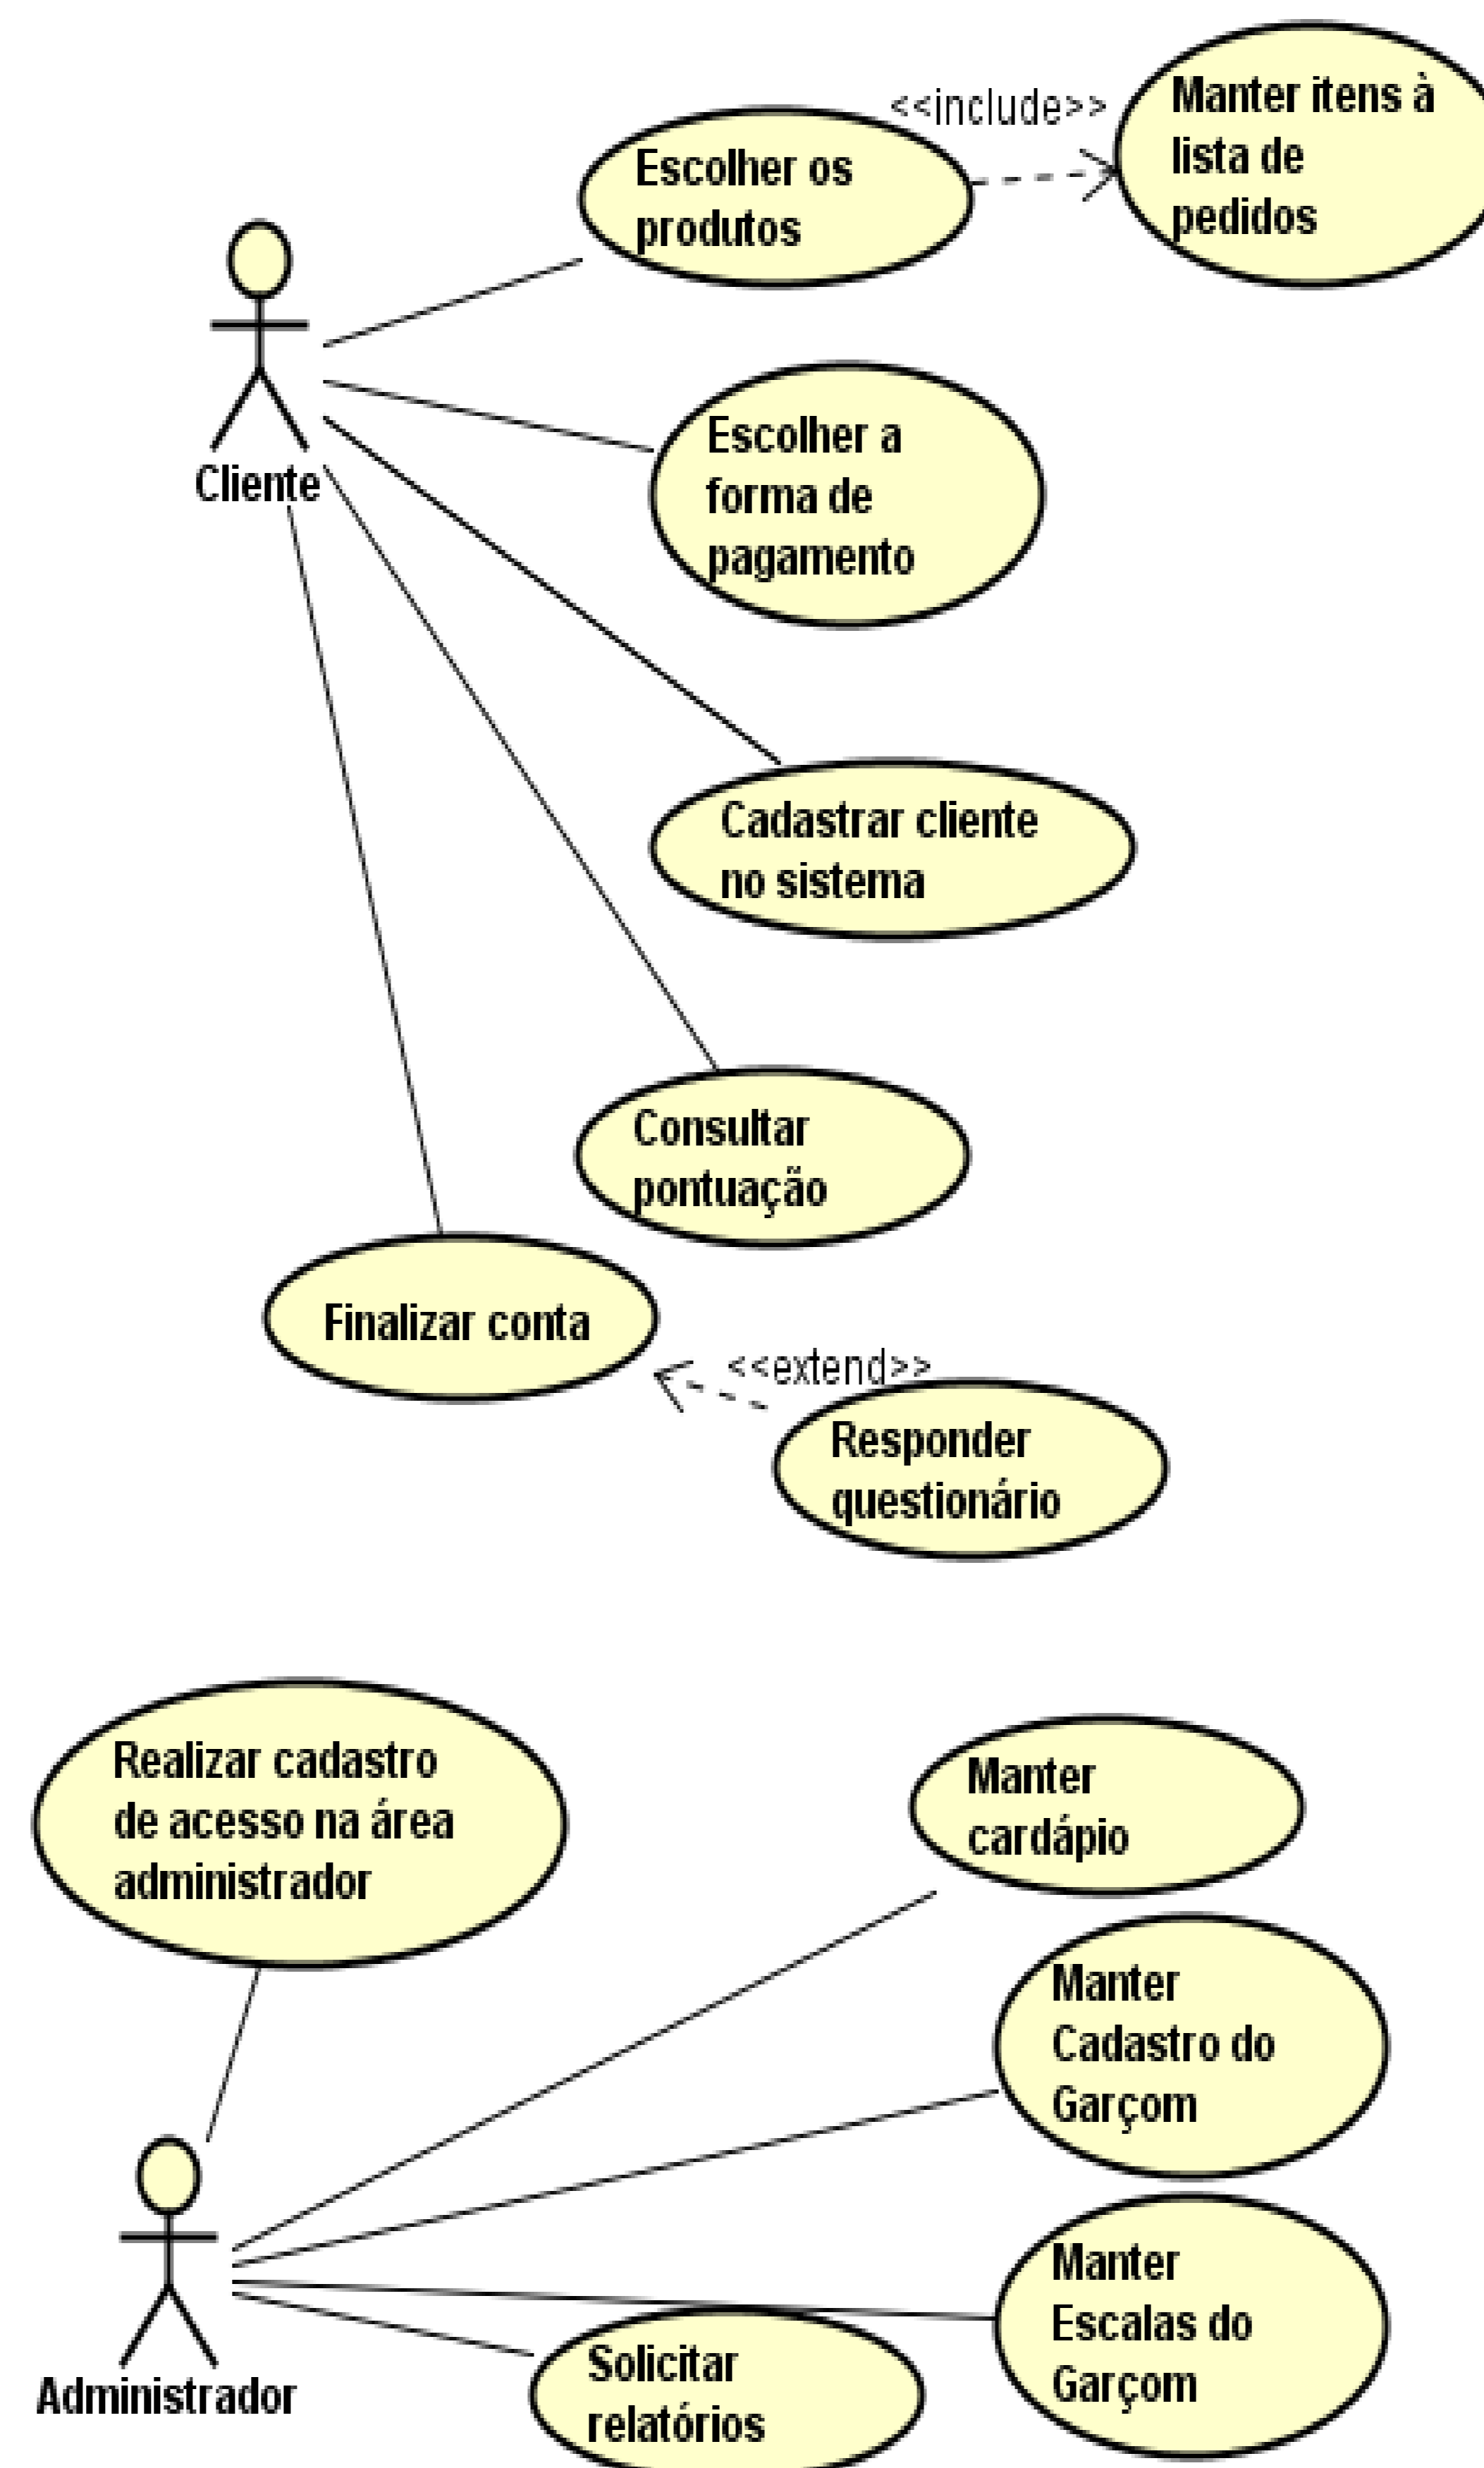 <<include>>
Manter itens à
lista de
pedidos
Escolher os
produtos
Cliente
Escolher a
forma de
pagamento
Cadastrar cliente
no sistema
Consultar
pontuação
Finalizar conta
<<extend>>
Responder
questionário
Realizar cadastro
de acesso na área
administrador
Manter
cardápio
Manter
Cadastro do
Garçom
Manter
Escalas do
Garçom
Solicitar
relatórios
Administrador